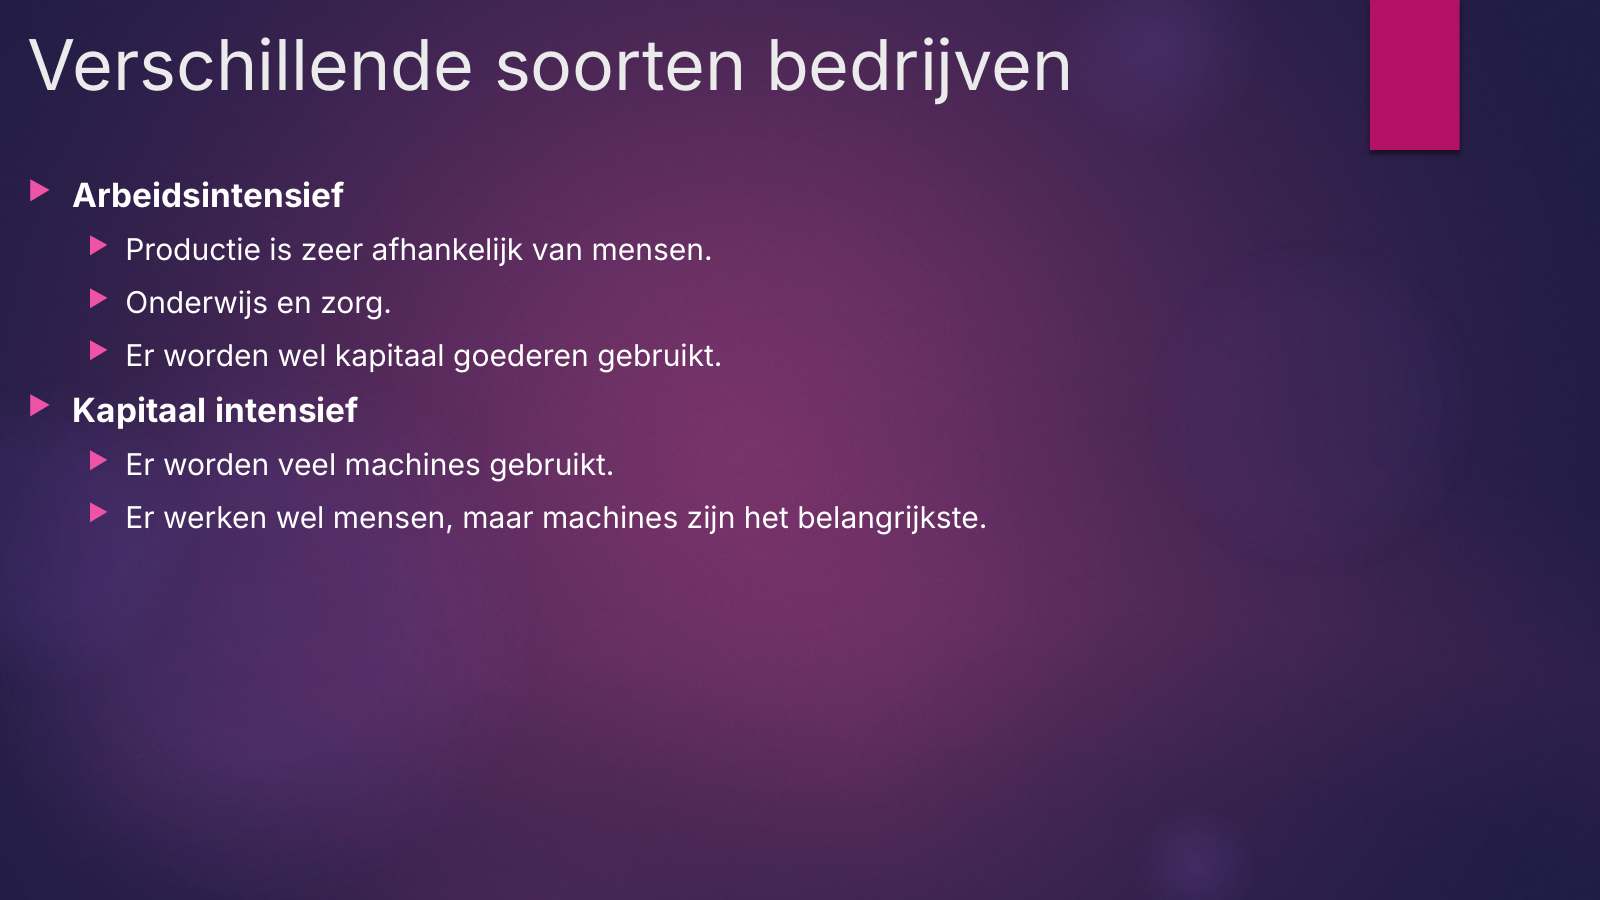 Verschillende soorten bedrijven
Arbeidsintensief
Productie is zeer afhankelijk van mensen.
Onderwijs en zorg.
Er worden wel kapitaal goederen gebruikt.
Kapitaal intensief
Er worden veel machines gebruikt.
Er werken wel mensen, maar machines zijn het belangrijkste.